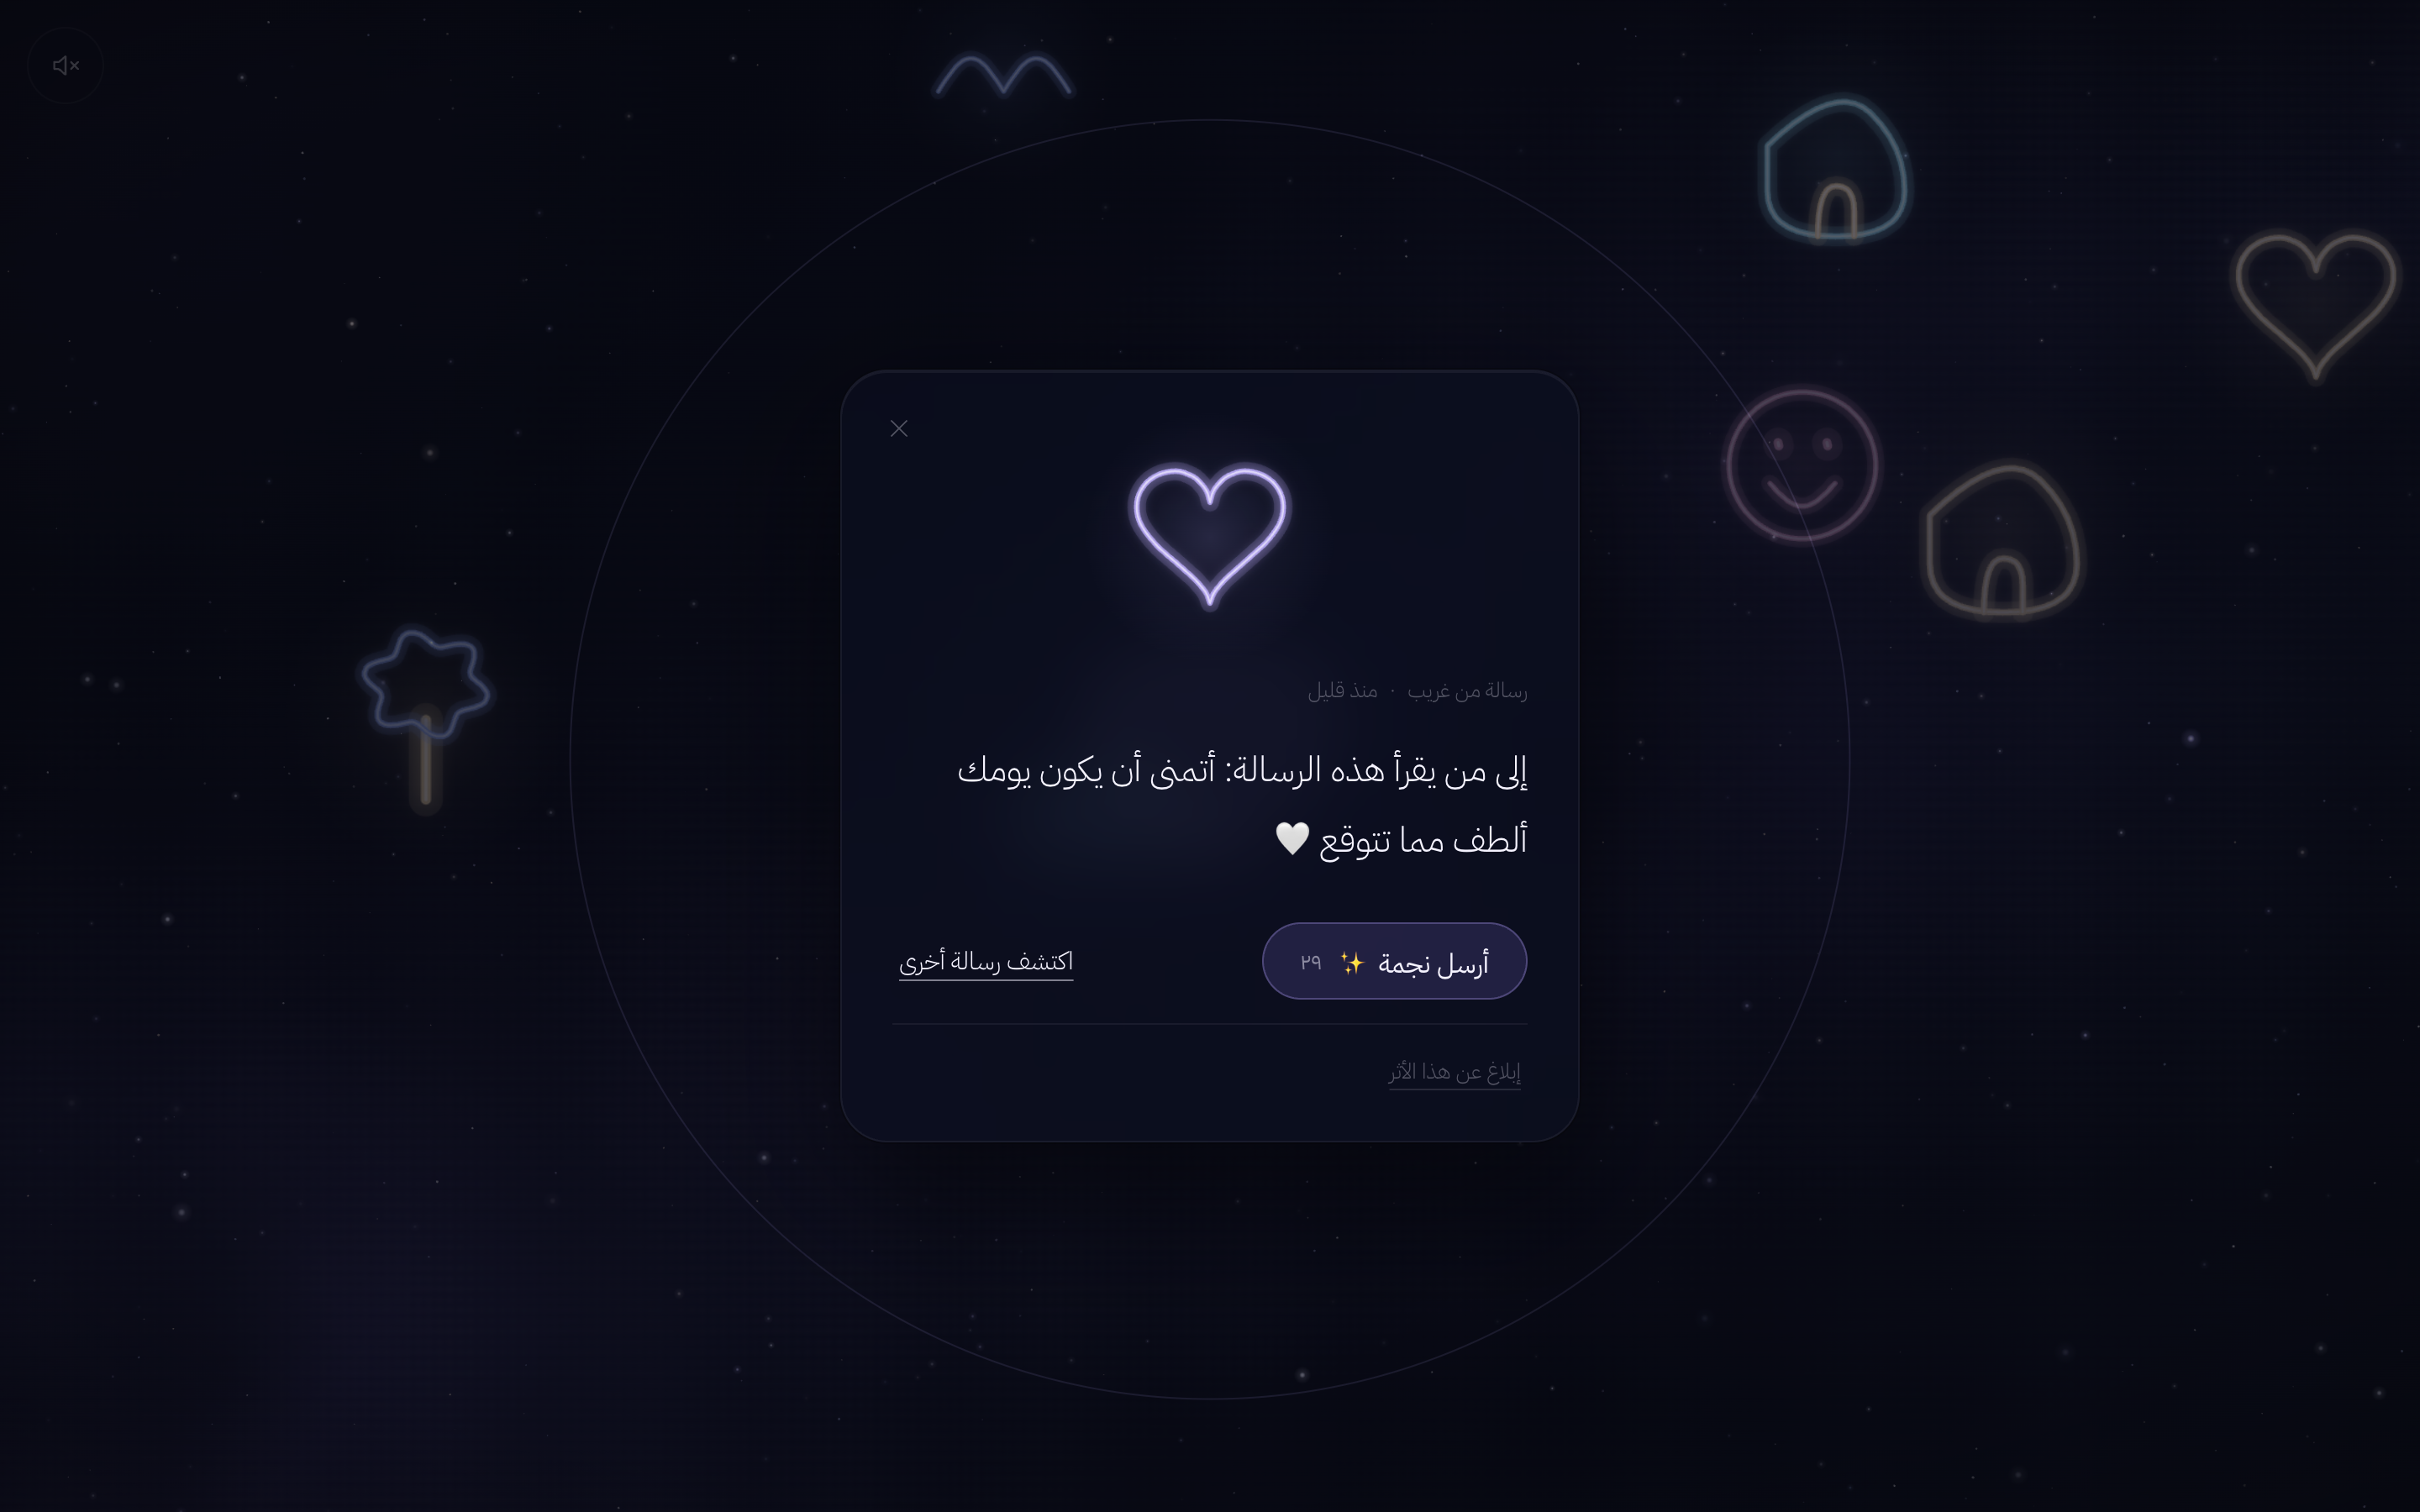 رسالة من غريب · منذ قليل
إلى من يقرأ هذه الرسالة: أتمنى أن يكون يومك
ألطف مما تتوقع 🤍
أرسل نجمة ✨ ٢٩
اكتشف رسالة أخرى
إبلاغ عن هذا الأثر